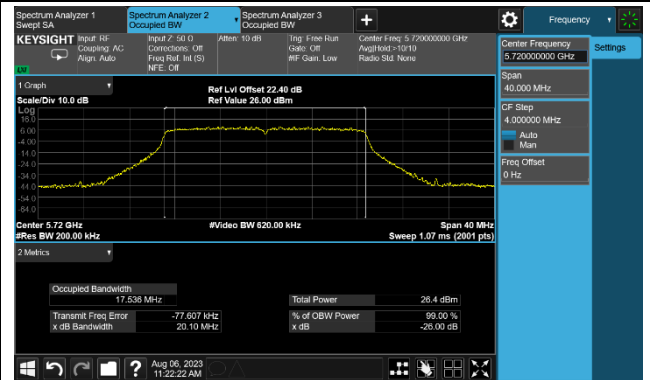 Spectrum Analyzer 1
Swept SA
Spectrum Analyzer 2
Occupied BW
Spectrum Analyzer 3
Occupied BW
+
Frequency
KEYSIGHT
Input: RF
Coupling: AC
Align: Auto
Input Z: 50 Ω
Corrections: Off
Freq Ref: Int (S)
NFE: Off
Atten: 10 dB
Trig: Free Run
Gate: Off
#IF Gain: Low
Center Freq: 5.720000000 GHz
Avg|Hold:>10/10
Radio Std: None
Center Frequency
5.720000000 GHz
Settings
Span
40.000 MHz
CF Step
4.000000 MHz
Auto
Man
Freq Offset
0 Hz
1 Graph
Scale/Div 10.0 dB
Ref Lvl Offset 22.40 dB
Ref Value 26.00 dBm
Log
16.0
6.00
-4.00
-14.0
-24.0
-34.0
-44.0
-54.0
-64.0
Center 5.72 GHz
#Video BW 620.00 kHz
Span 40 MHz
#Res BW 200.00 kHz
Sweep 1.07 ms (2001 pts)
2 Metrics
Occupied Bandwidth
17.536 MHz
Total Power 26.4 dBm
Transmit Freq Error -77.607 kHz
% of OBW Power 99.00 %
x dB Bandwidth 20.10 MHz
x dB -26.00 dB
?
Aug 06, 2023
11:22:22 AM